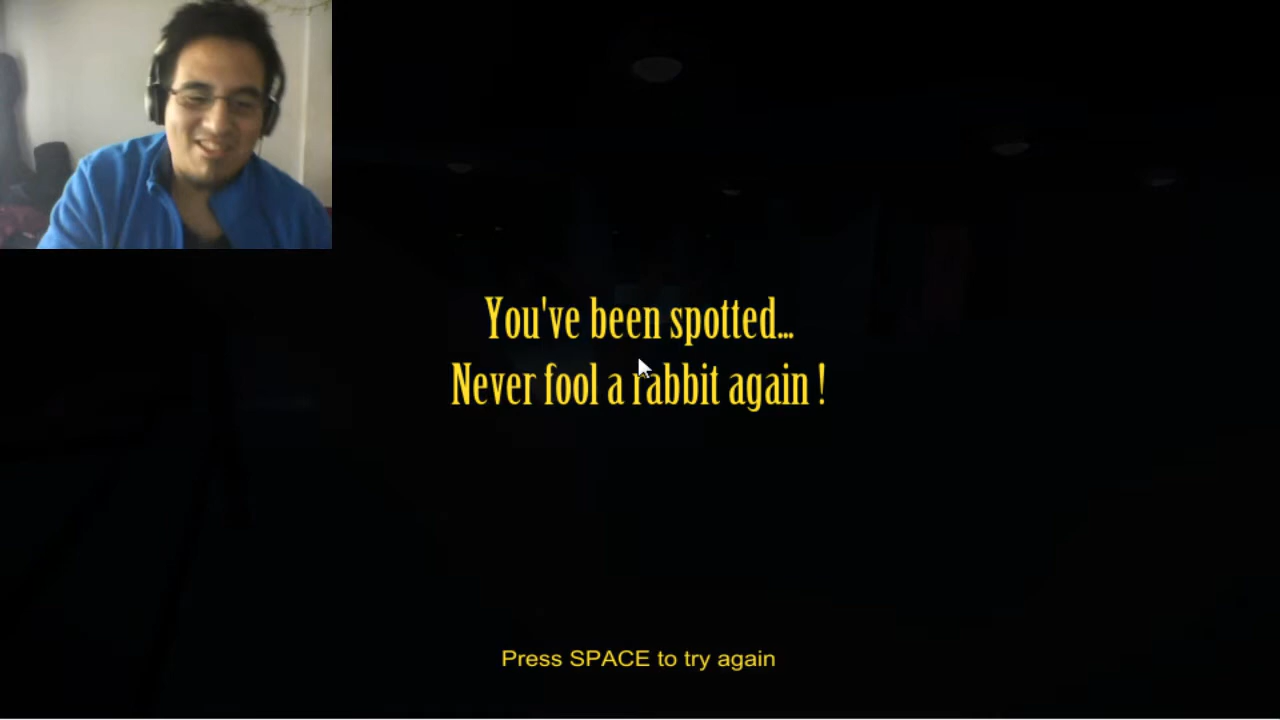 You've been spotted...
Never fool a rabbit again !
Press SPACE to try again